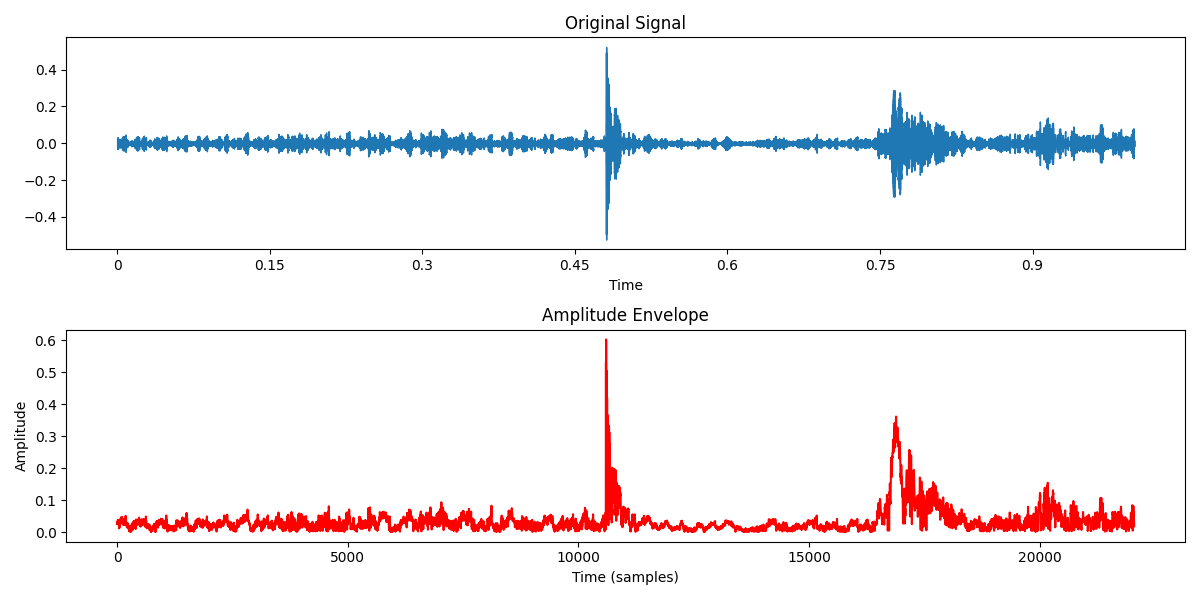 Original Signal
0.4
0.2
0.0
−0.2
−0.4
0 0.15 0.3 0.45 0.6 0.75 0.9
Time
Amplitude Envelope
Amplitude
0.6
0.5
0.4
0.3
0.2
0.1
0.0
0 5000 10000 15000 20000
Time (samples)